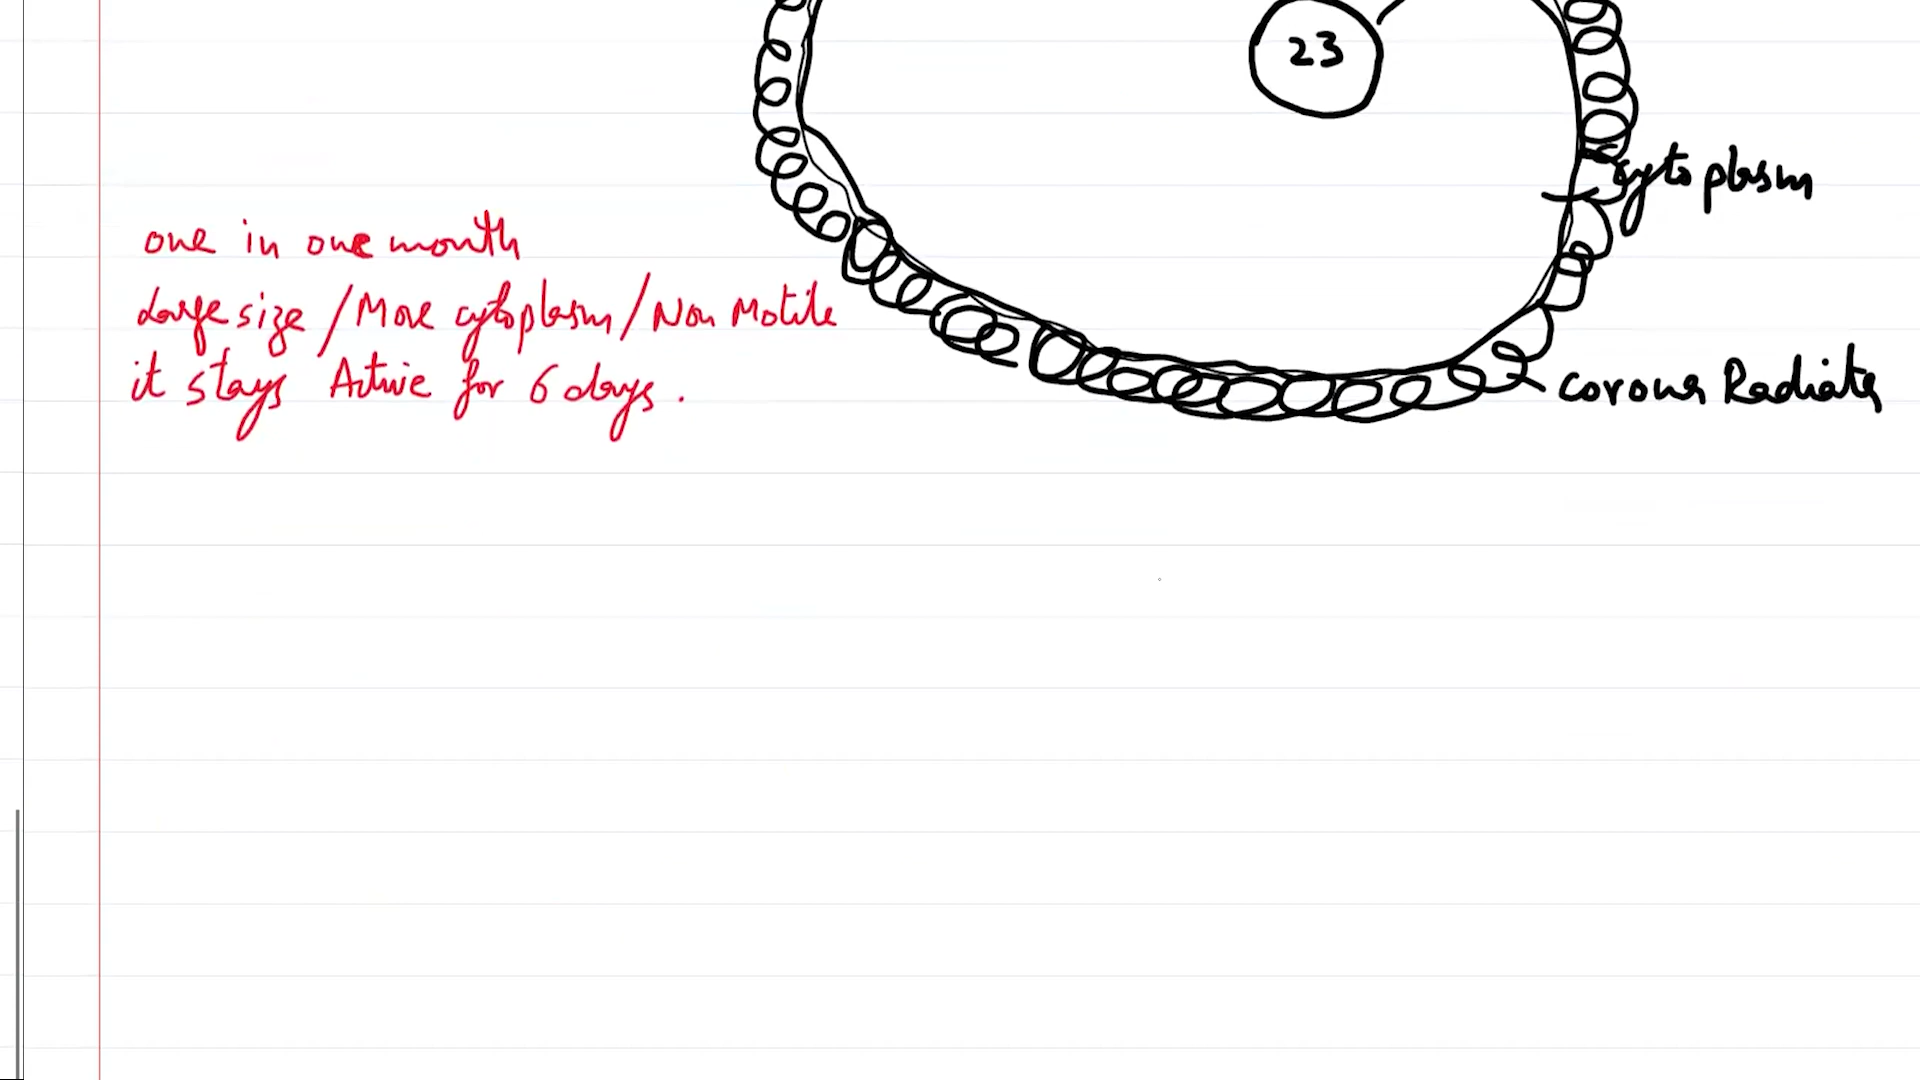 23
cytoplasm
one in one month
Large size / More cytoplasm / Non Motile
it stays Active for 6 days.
corona Radiata